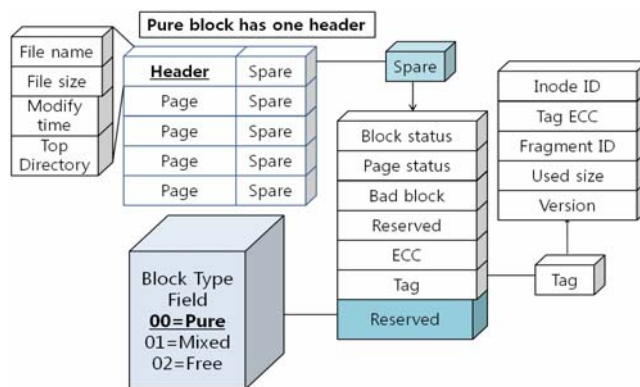 Pure block has one header
File name
File size
Modify
time
Top
Directory
Header Spare
Page Spare
Page Spare
Page Spare
Page Spare
Spare
Block status
Page status
Bad block
Reserved
ECC
Tag
Reserved
Inode ID
Tag ECC
Fragment ID
Used size
Version
Tag
Block Type
Field
00=Pure
01=Mixed
02=Free